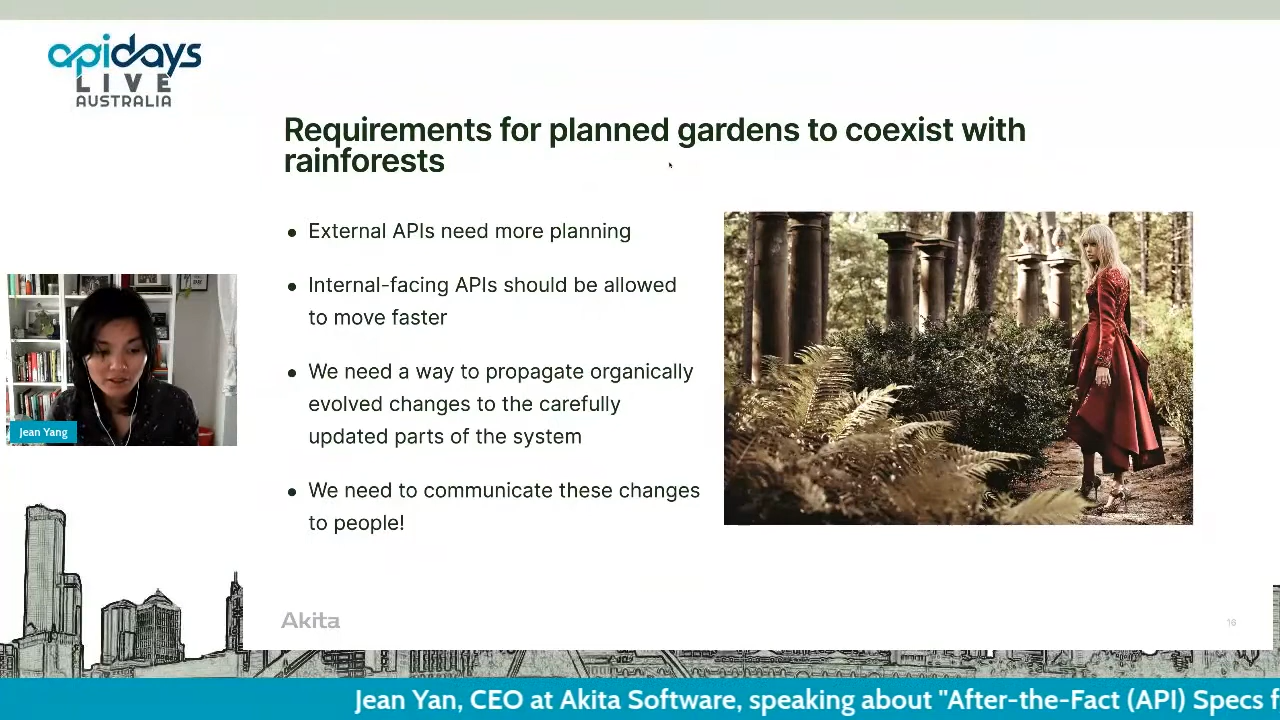 apidays
LIVE
AUSTRALIA
Requirements for planned gardens to coexist with
rainforests
● External APIs need more planning
● Internal-facing APIs should be allowed
to move faster
● We need a way to propagate organically
evolved changes to the carefully
updated parts of the system
● We need to communicate these changes
to people!
Jean Yang
Akita
16
Jean Yan, CEO at Akita Software, speaking about "After-the-Fact (API) Specs f